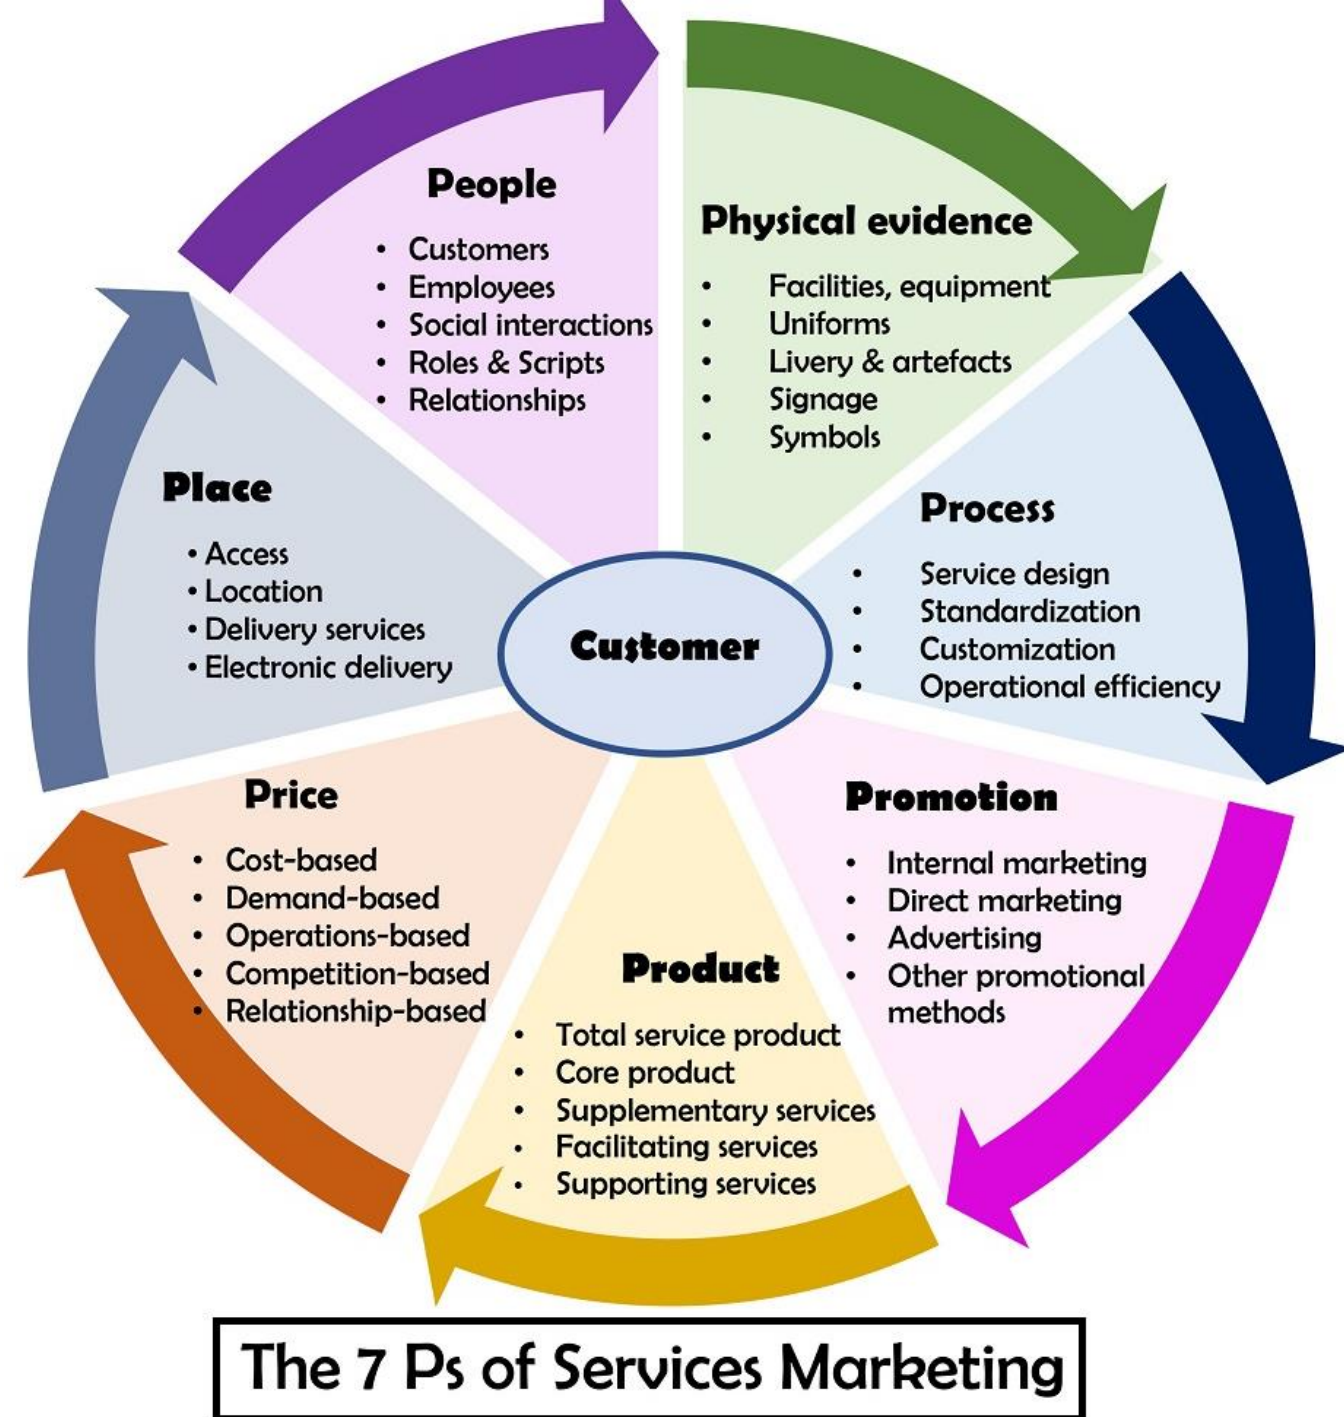 People
• Customers
• Employees
• Social interactions
• Roles & Scripts
• Relationships
Physical evidence
• Facilities, equipment
• Uniforms
• Livery & artefacts
• Signage
• Symbols
Process
• Service design
• Standardization
• Customization
• Operational efficiency
Promotion
• Internal marketing
• Direct marketing
• Advertising
• Other promotional
methods
Product
• Total service product
• Core product
• Supplementary services
• Facilitating services
• Supporting services
Price
• Cost-based
• Demand-based
• Operations-based
• Competition-based
• Relationship-based
Place
• Access
• Location
• Delivery services
• Electronic delivery
Customer
The 7 Ps of Services Marketing